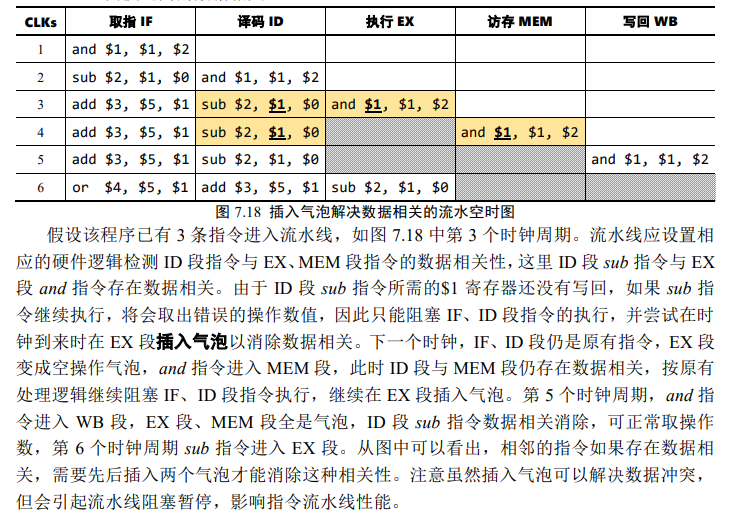 CLKs 取指 IF 译码 ID 执行 EX 访存 MEM 写回 WB
1 and $1, $1, $2
2 sub $2, $1, $0 and $1, $1, $2
3 add $3, $5, $1 sub $2, $1, $0 and $1, $1, $2
4 add $3, $5, $1 sub $2, $1, $0 and $1, $1, $2
5 add $3, $5, $1 sub $2, $1, $0 and $1, $1, $2
6 or $4, $5, $1 add $3, $5, $1 sub $2, $1, $0
图 7.18 插入气泡解决数据相关的流水空时图
假设该程序已有 3 条指令进入流水线，如图 7.18 中第 3 个时钟周期。流水线应设置相
应的硬件逻辑检测 ID 段指令与 EX、MEM 段指令的数据相关性，这里 ID 段 sub 指令与 EX
段 and 指令存在数据相关。由于 ID 段 sub 指令所需的$1 寄存器还没有写回，如果 sub 指
令继续执行，将会取出错误的操作数值，因此只能阻塞 IF、ID 段指令的执行，并尝试在时
钟到来时在 EX 段插入气泡以消除数据相关。下一个时钟，IF、ID 段仍是原有指令，EX 段
变成空操作气泡，and 指令进入 MEM 段，此时 ID 段与 MEM 段仍存在数据相关，按原有
处理逻辑继续阻塞 IF、ID 段指令执行，继续在 EX 段插入气泡。第 5 个时钟周期，and 指
令进入 WB 段，EX 段、MEM 段全是气泡，ID 段 sub 指令数据相关消除，可正常取操作
数，第 6 个时钟周期 sub 指令进入 EX 段。从图中可以看出，相邻的指令如果存在数据相
关，需要先后插入两个气泡才能消除这种相关性。注意虽然插入气泡可以解决数据冲突，
但会引起流水线阻塞暂停，影响指令流水线性能。